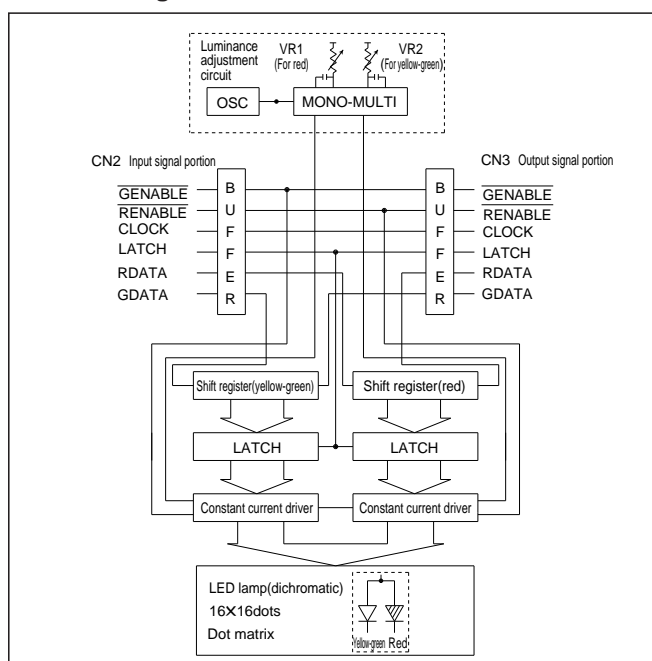 Luminance adjustment circuit
VR1
(For red)
VR2
(For yellow-green)
OSC
MONO-MULTI
CN2 Input signal portion
CN3 Output signal portion
GENABLE
RENABLE
CLOCK
LATCH
RDATA
GDATA
B
U
F
F
E
R
B
U
F
F
E
R
GENABLE
RENABLE
CLOCK
LATCH
RDATA
GDATA
Shift register(yellow-green)
Shift register(red)
LATCH
LATCH
Constant current driver
Constant current driver
LED lamp(dichromatic)
16×16dots
Dot matrix
Yellow-green Red